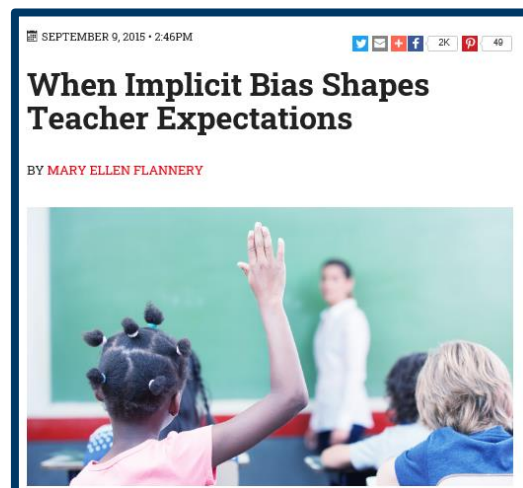 SEPTEMBER 9, 2015 • 2:46PM
2K
49
When Implicit Bias Shapes
Teacher Expectations
BY MARY ELLEN FLANNERY